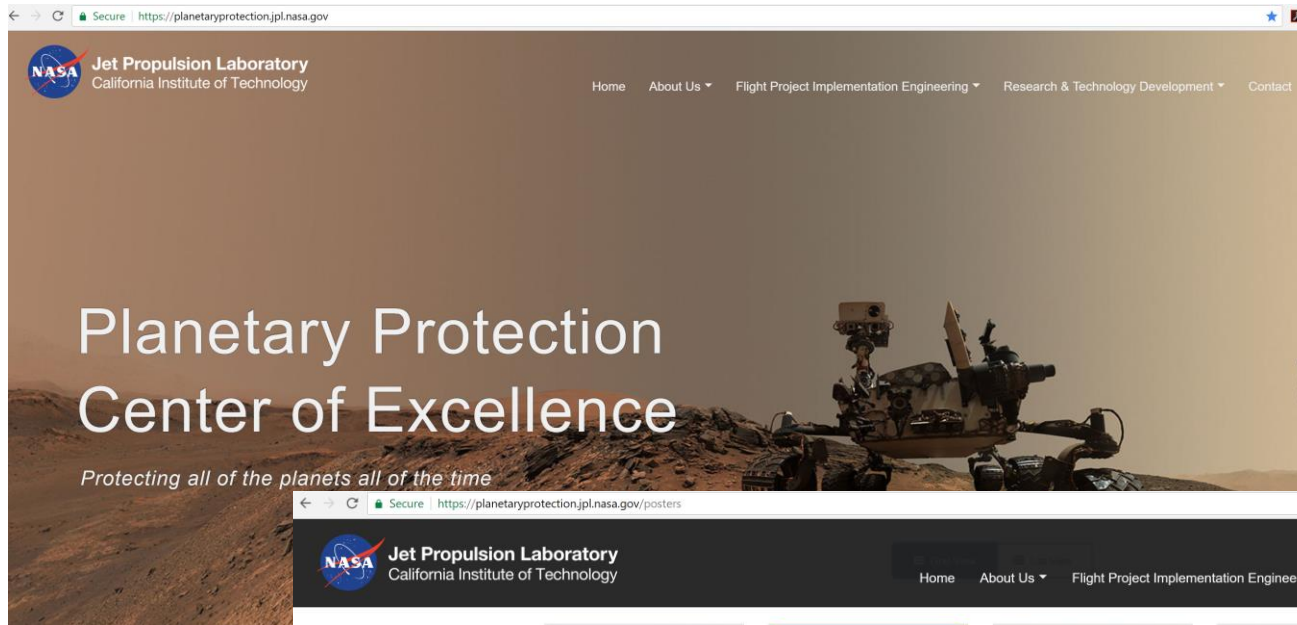 Secure https://planetaryprotection.jpl.nasa.gov
NASA
Jet Propulsion Laboratory
California Institute of Technology
Home About Us Flight Project Implementation Engineering Research & Technology Development Contact
Planetary Protection
Center of Excellence
Protecting all of the planets all of the time
Secure https://planetaryprotection.jpl.nasa.gov/posters
NASA
Jet Propulsion Laboratory
California Institute of Technology
Home About Us Flight Project Implementation Enginee